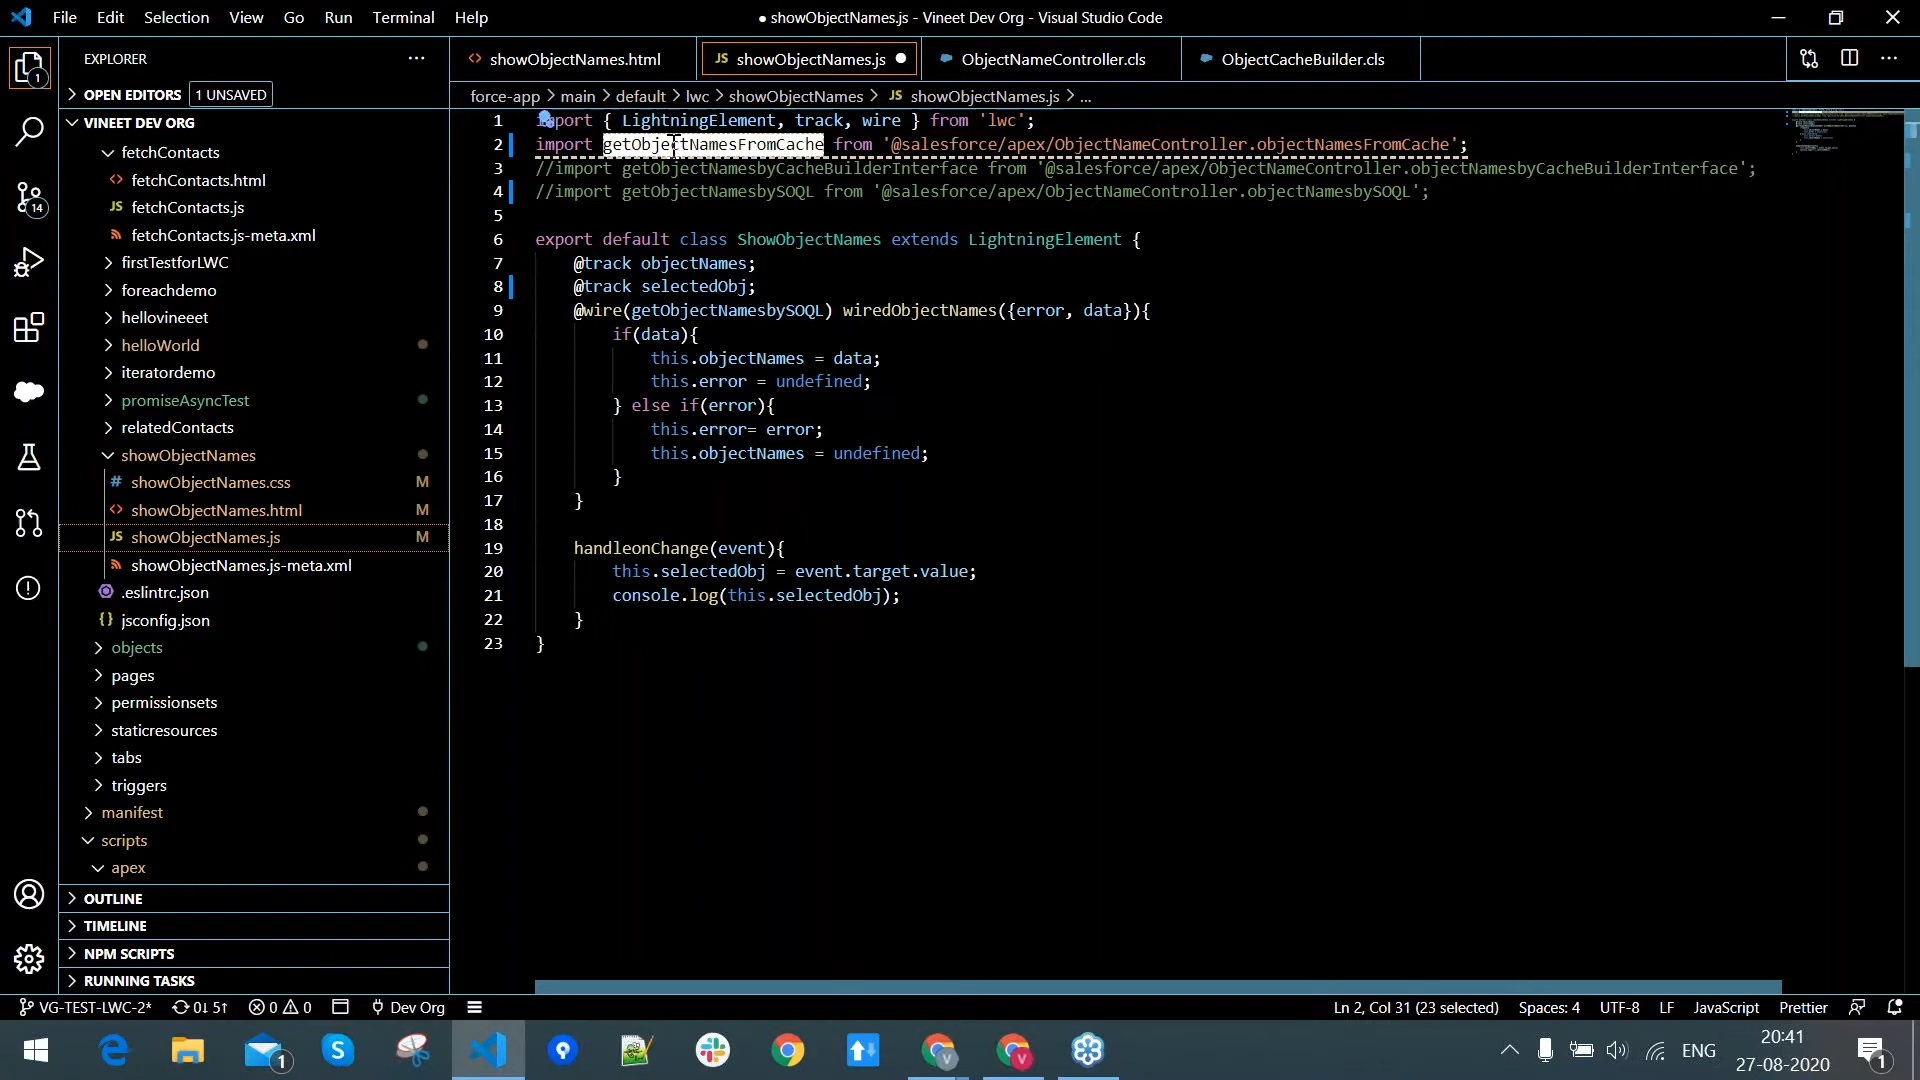 File Edit Selection View Go Run Terminal Help
● showObjectNames.js - Vineet Dev Org - Visual Studio Code
EXPLORER
OPEN EDITORS 1 UNSAVED
VINEET DEV ORG
fetchContacts
fetchContacts.html
fetchContacts.js
fetchContacts.js-meta.xml
firstTestforLWC
foreachdemo
hellovineeet
helloWorld
iteratordemo
promiseAsyncTest
relatedContacts
showObjectNames
showObjectNames.css M
showObjectNames.html M
showObjectNames.js M
showObjectNames.js-meta.xml
.eslintrc.json
jsconfig.json
objects
pages
permissionsets
staticresources
tabs
triggers
manifest
scripts
apex
OUTLINE
TIMELINE
NPM SCRIPTS
RUNNING TASKS
1
14
showObjectNames.html
JS showObjectNames.js
ObjectNameController.cls
ObjectCacheBuilder.cls
force-app > main > default > lwc > showObjectNames > JS showObjectNames.js > ...
1 import { LightningElement, track, wire } from 'lwc';
2 import getObjectNamesFromCache from '@salesforce/apex/ObjectNameController.objectNamesFromCache';
3 //import getObjectNamesbyCacheBuilderInterface from '@salesforce/apex/ObjectNameController.objectNamesbyCacheBuilderInterface';
4 //import getObjectNamesbySOQL from '@salesforce/apex/ObjectNameController.objectNamesbySOQL';
5
6 export default class ShowObjectNames extends LightningElement {
7 @track objectNames;
8 @track selectedObj;
9 @wire(getObjectNamesbySOQL) wiredObjectNames({error, data}){
10 if(data){
11 this.objectNames = data;
12 this.error = undefined;
13 } else if(error){
14 this.error= error;
15 this.objectNames = undefined;
16 }
17 }
18
19 handleonChange(event){
20 this.selectedObj = event.target.value;
21 console.log(this.selectedObj);
22 }
23 }
VG-TEST-LWC-2* 0↓ 5↑ 0 0 Dev Org
Ln 2, Col 31 (23 selected) Spaces: 4 UTF-8 LF JavaScript Prettier
1
ENG
20:41
27-08-2020
1